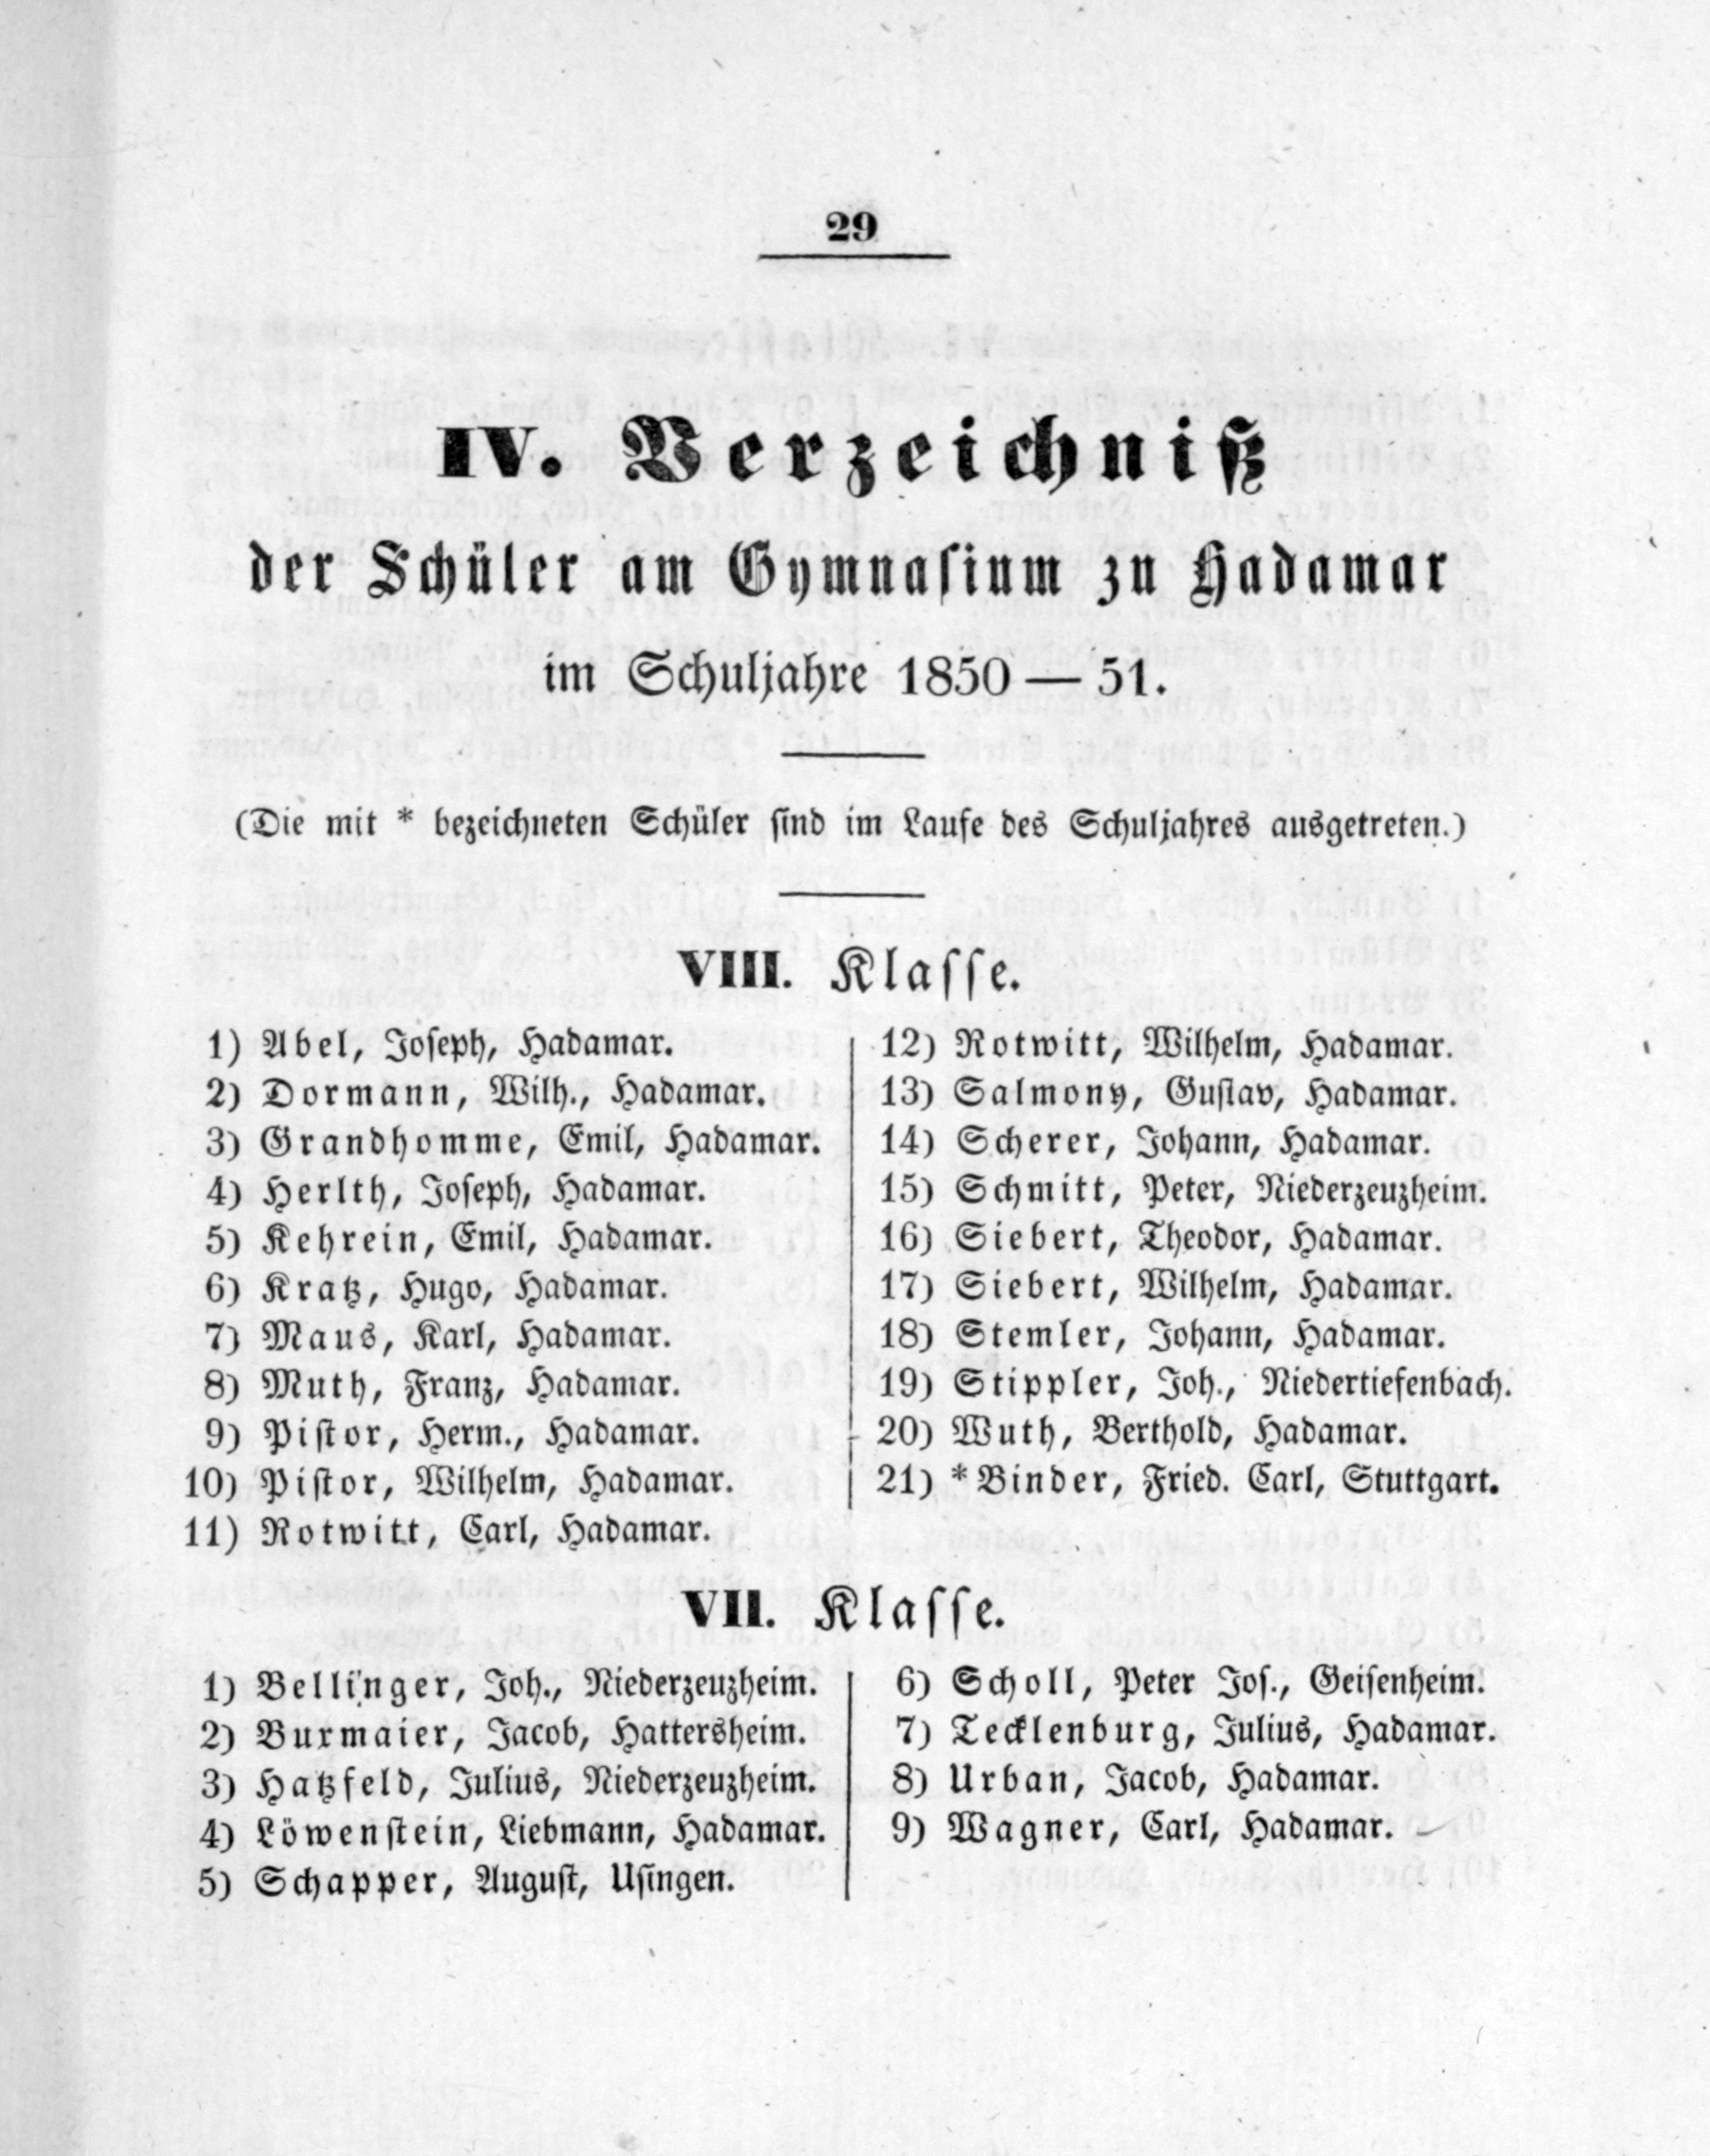 29
IV. Verzeichniß
der Schüler am Gymnasium zu Hadamar
im Schuljahre 1850 — 51.
(Die mit * bezeichneten Schüler sind im Laufe des Schuljahres ausgetreten.)
VIII. Klasse.
1) Abel, Joseph, Hadamar.
2) Dormann, Wilh., Hadamar.
3) Grandhomme, Emil, Hadamar.
4) Herlth, Joseph, Hadamar.
5) Kehrein, Emil, Hadamar.
6) Kratz, Hugo, Hadamar.
7) Maus, Karl, Hadamar.
8) Muth, Franz, Hadamar.
9) Pistor, Herm., Hadamar.
10) Pistor, Wilhelm, Hadamar.
11) Rotwitt, Carl, Hadamar.
12) Rotwitt, Wilhelm, Hadamar.
13) Salmony, Gustav, Hadamar.
14) Scherer, Johann, Hadamar.
15) Schmitt, Peter, Niederzeuzheim.
16) Siebert, Theodor, Hadamar.
17) Siebert, Wilhelm, Hadamar.
18) Stemler, Johann, Hadamar.
19) Stippler, Joh., Niedertiefenbach.
20) Wuth, Berthold, Hadamar.
21) *Binder, Fried. Carl, Stuttgart.
VII. Klasse.
1) Bellinger, Joh., Niederzeuzheim.
2) Burmaier, Jacob, Hattersheim.
3) Hatzfeld, Julius, Niederzeuzheim.
4) Löwenstein, Liebmann, Hadamar.
5) Schapper, August, Usingen.
6) Scholl, Peter Jos., Geisenheim.
7) Tecklenburg, Julius, Hadamar.
8) Urban, Jacob, Hadamar.
9) Wagner, Carl, Hadamar.